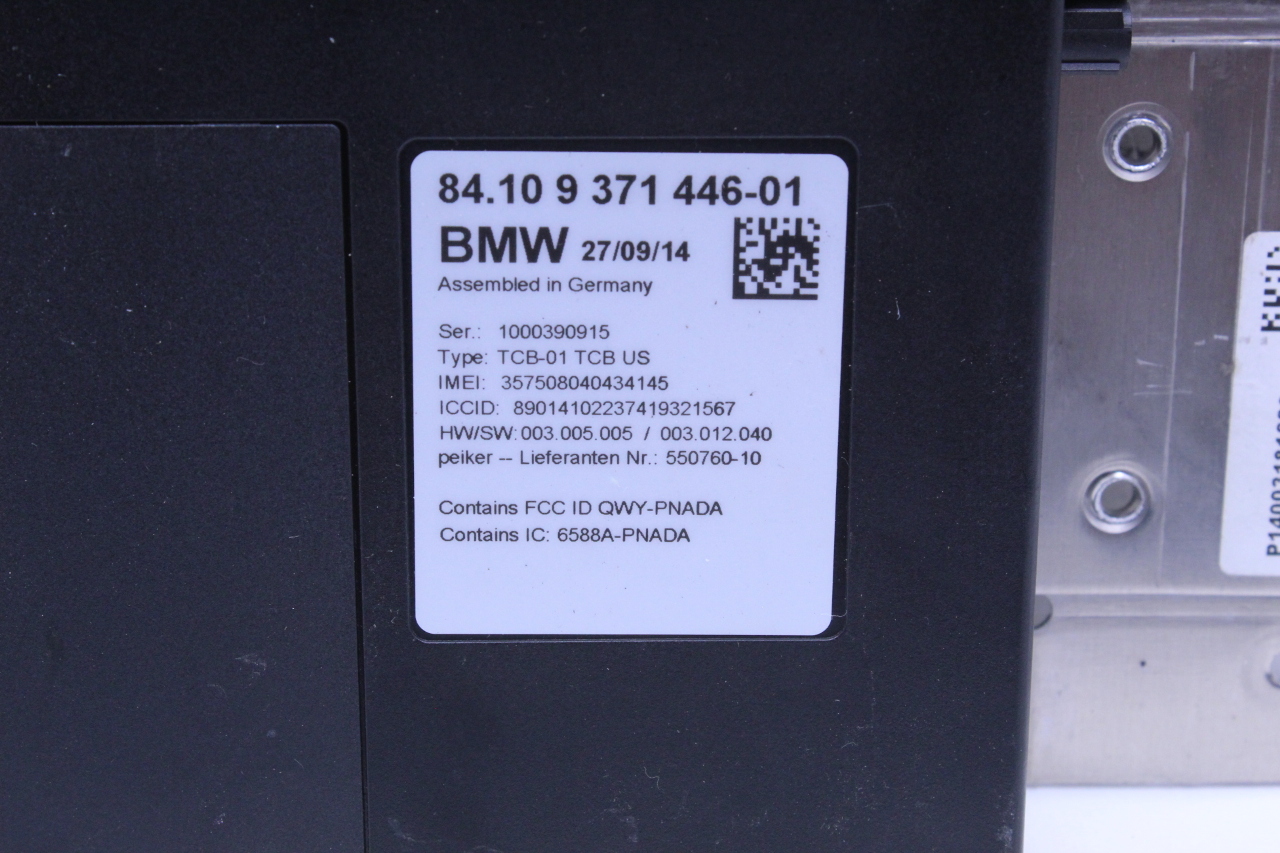 84.10 9 371 446-01
BMW 27/09/14
Assembled in Germany
Ser.: 1000390915
Type: TCB-01 TCB US
IMEI: 357508040434145
ICCID: 89014102237419321567
HW/SW: 003.005.005 / 003.012.040
peiker -- Lieferanten Nr.: 550760-10
Contains FCC ID QWY-PNADA
Contains IC: 6588A-PNADA